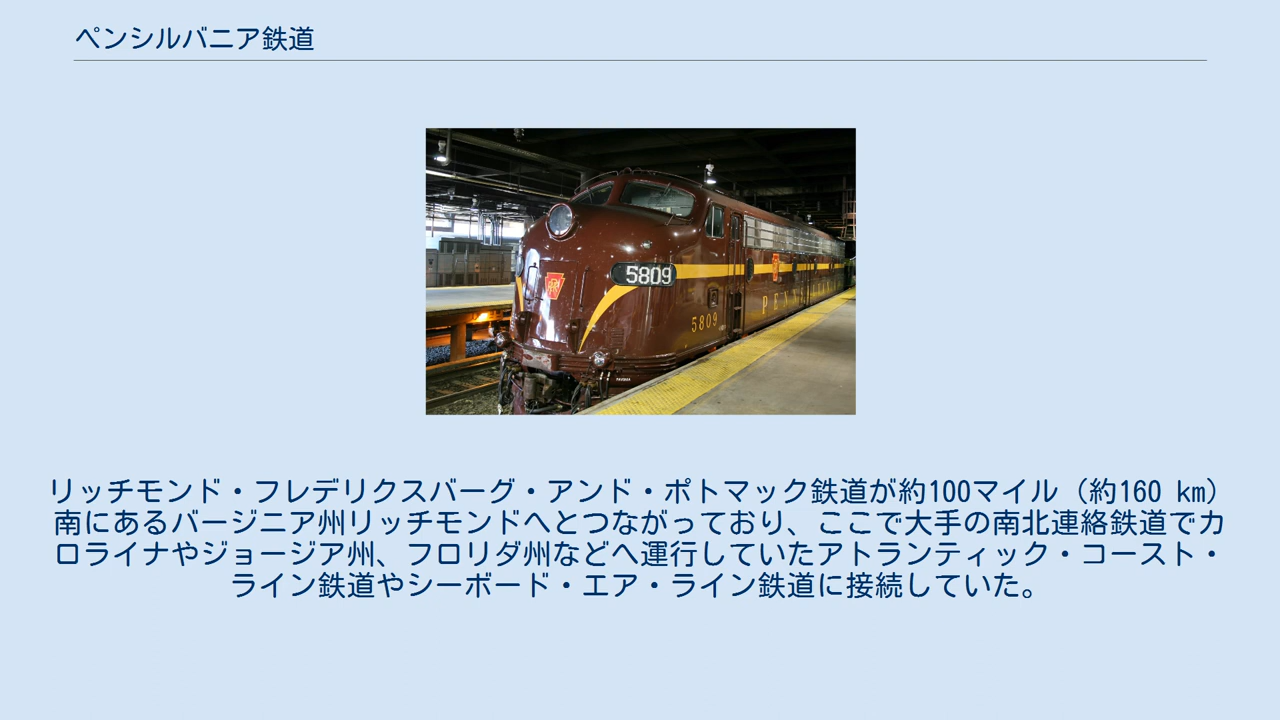 ペンシルバニア鉄道
5809
5809
リッチモンド・フレデリクスバーグ・アンド・ポトマック鉄道が約100マイル（約160 km）
南にあるバージニア州リッチモンドへとつながっており、ここで大手の南北連絡鉄道でカ
ロライナやジョージア州、フロリダ州などへ運行していたアトランティック・コースト・
ライン鉄道やシーボード・エア・ライン鉄道に接続していた。